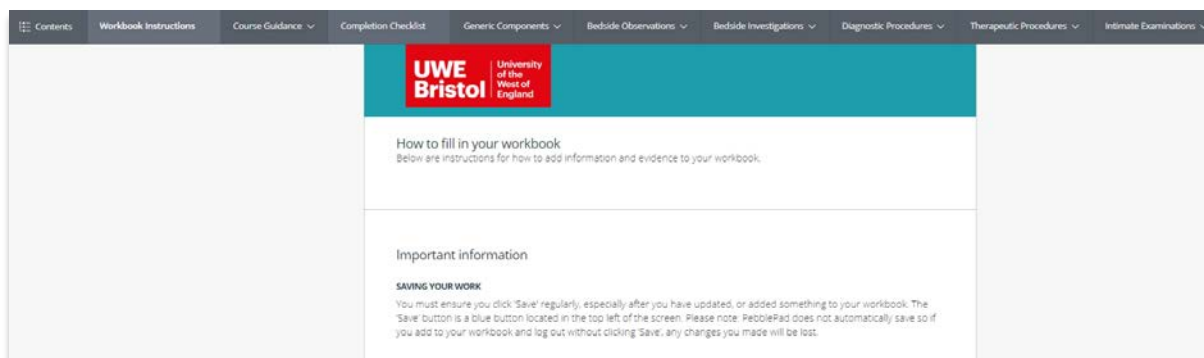 Contents Workbook Instructions Course Guidance Completion Checklist Generic Components Bedside Observations Bedside Investigations Diagnostic Procedures Therapeutic Procedures Intimate Examinations
UWE Bristol
University of the West of England
How to fill in your workbook
Below are instructions for how to add information and evidence to your workbook.
Important information
SAVING YOUR WORK
You must ensure you click 'Save' regularly, especially after you have updated, or added something to your workbook. The
'Save' button is a blue button located in the top left of the screen. Please note: PebblePad does not automatically save so if
you add to your workbook and log out without clicking 'Save', any changes you made will be lost.